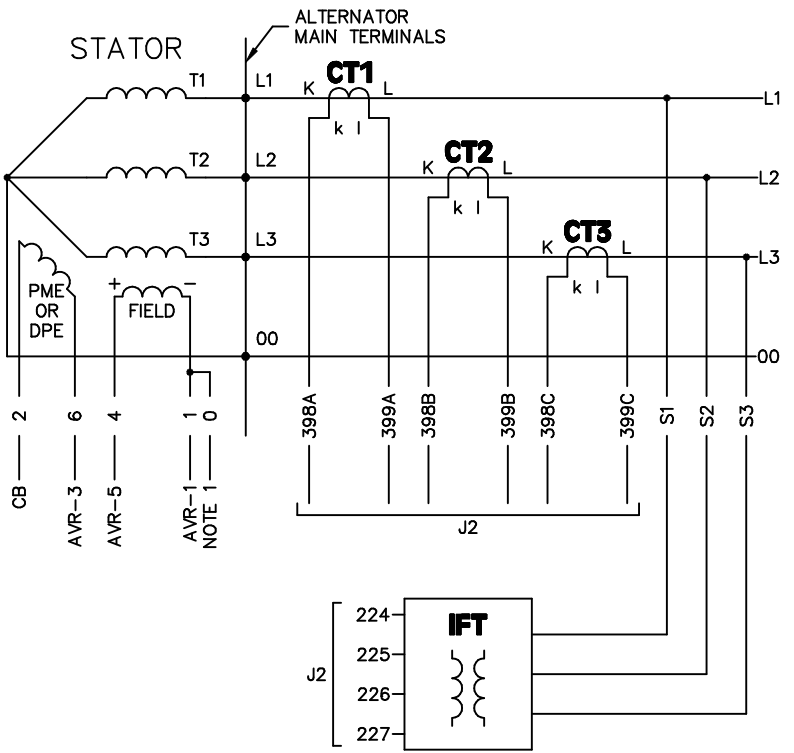 ALTERNATOR
MAIN TERMINALS
STATOR
T1
L1
CT1
K
L
k l
L1
T2
L2
CT2
K
L
k l
L2
T3
L3
CT3
K
L
k l
L3
PME
OR
DPE
+
−
FIELD
00
00
2
6
4
1
0
398A
399A
398B
399B
398C
399C
S1
S2
S3
CB
AVR−3
AVR−5
AVR−1
NOTE 1
J2
IFT
J2
224
225
226
227